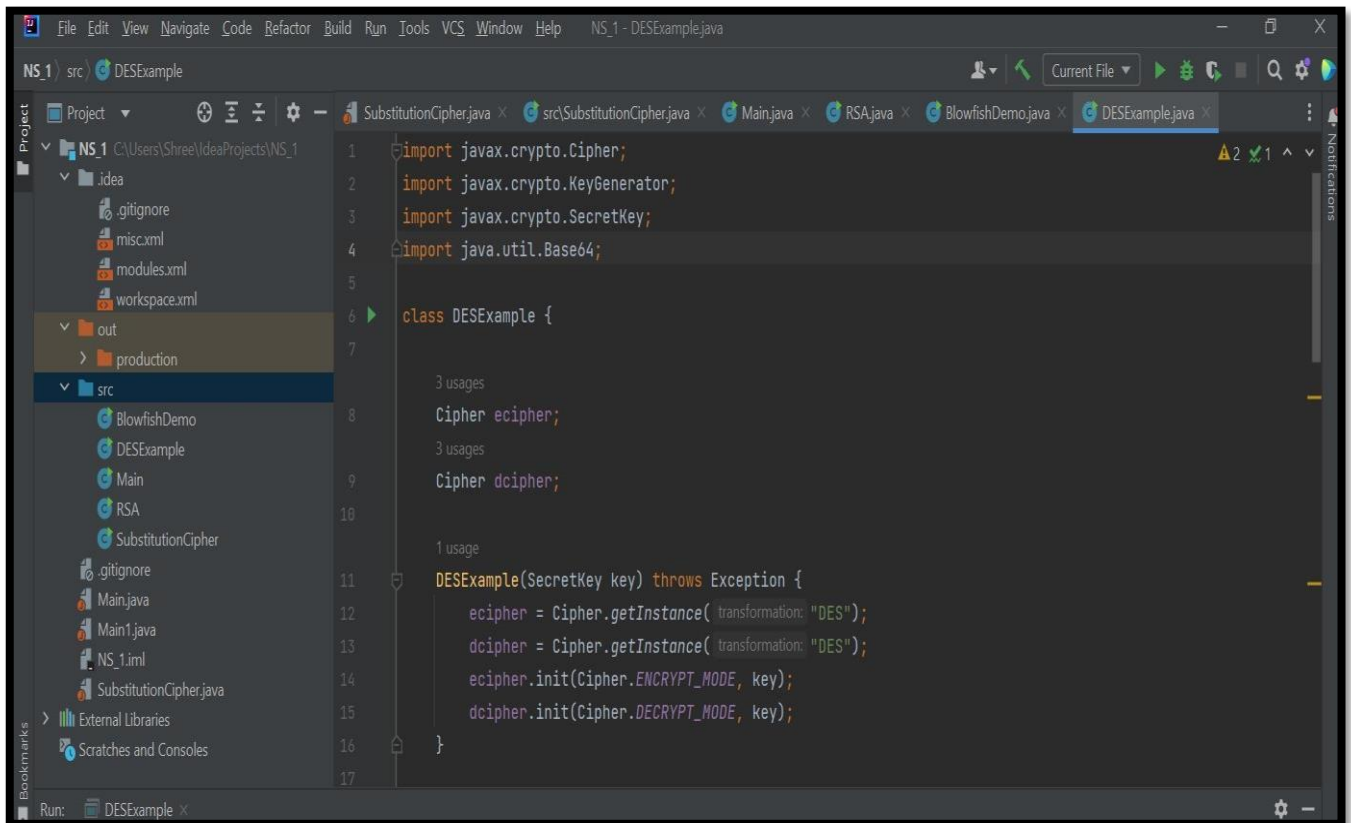 File Edit View Navigate Code Refactor Build Run Tools VCS Window Help NS_1 - DESExample.java
NS_1 src DESExample
Current File
Project
SubstitutionCipher.java
src\SubstitutionCipher.java
Main.java
RSA.java
BlowfishDemo.java
DESExample.java
Project
Bookmarks
Notifications
NS_1 C:\Users\Shree\IdeaProjects\NS_1
.idea
.gitignore
misc.xml
modules.xml
workspace.xml
out
production
src
BlowfishDemo
DESExample
Main
RSA
SubstitutionCipher
.gitignore
Main.java
Main1.java
NS_1.iml
SubstitutionCipher.java
External Libraries
Scratches and Consoles
2 1
1 import javax.crypto.Cipher;
2 import javax.crypto.KeyGenerator;
3 import javax.crypto.SecretKey;
4 import java.util.Base64;
5
6 class DESExample {
7
3 usages
8 Cipher ecipher;
3 usages
9 Cipher dcipher;
10
1 usage
11 DESExample(SecretKey key) throws Exception {
12 ecipher = Cipher.getInstance( transformation: "DES");
13 dcipher = Cipher.getInstance( transformation: "DES");
14 ecipher.init(Cipher.ENCRYPT_MODE, key);
15 dcipher.init(Cipher.DECRYPT_MODE, key);
16 }
17
Run: DESExample